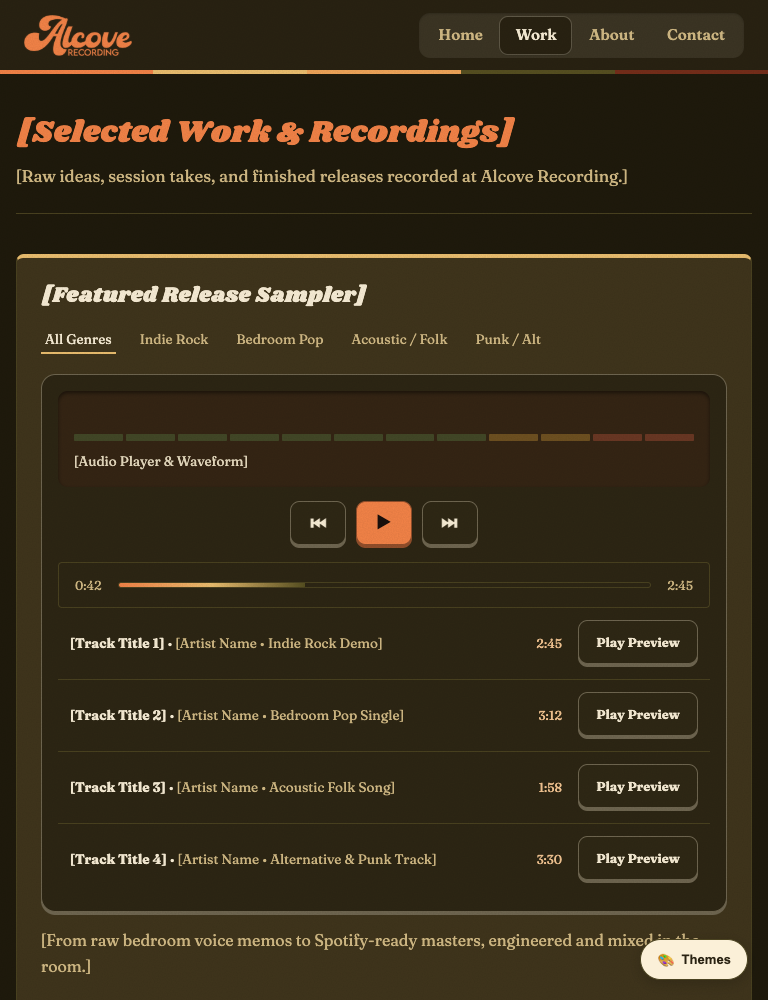 Alcove
RECORDING
Home Work About Contact
[Selected Work & Recordings]
[Raw ideas, session takes, and finished releases recorded at Alcove Recording.]
[Featured Release Sampler]
All Genres Indie Rock Bedroom Pop Acoustic / Folk Punk / Alt
[Audio Player & Waveform]
0:42 2:45
[Track Title 1] • [Artist Name • Indie Rock Demo] 2:45 Play Preview
[Track Title 2] • [Artist Name • Bedroom Pop Single] 3:12 Play Preview
[Track Title 3] • [Artist Name • Acoustic Folk Song] 1:58 Play Preview
[Track Title 4] • [Artist Name • Alternative & Punk Track] 3:30 Play Preview
[From raw bedroom voice memos to Spotify-ready masters, engineered and mixed in the
room.]
Themes